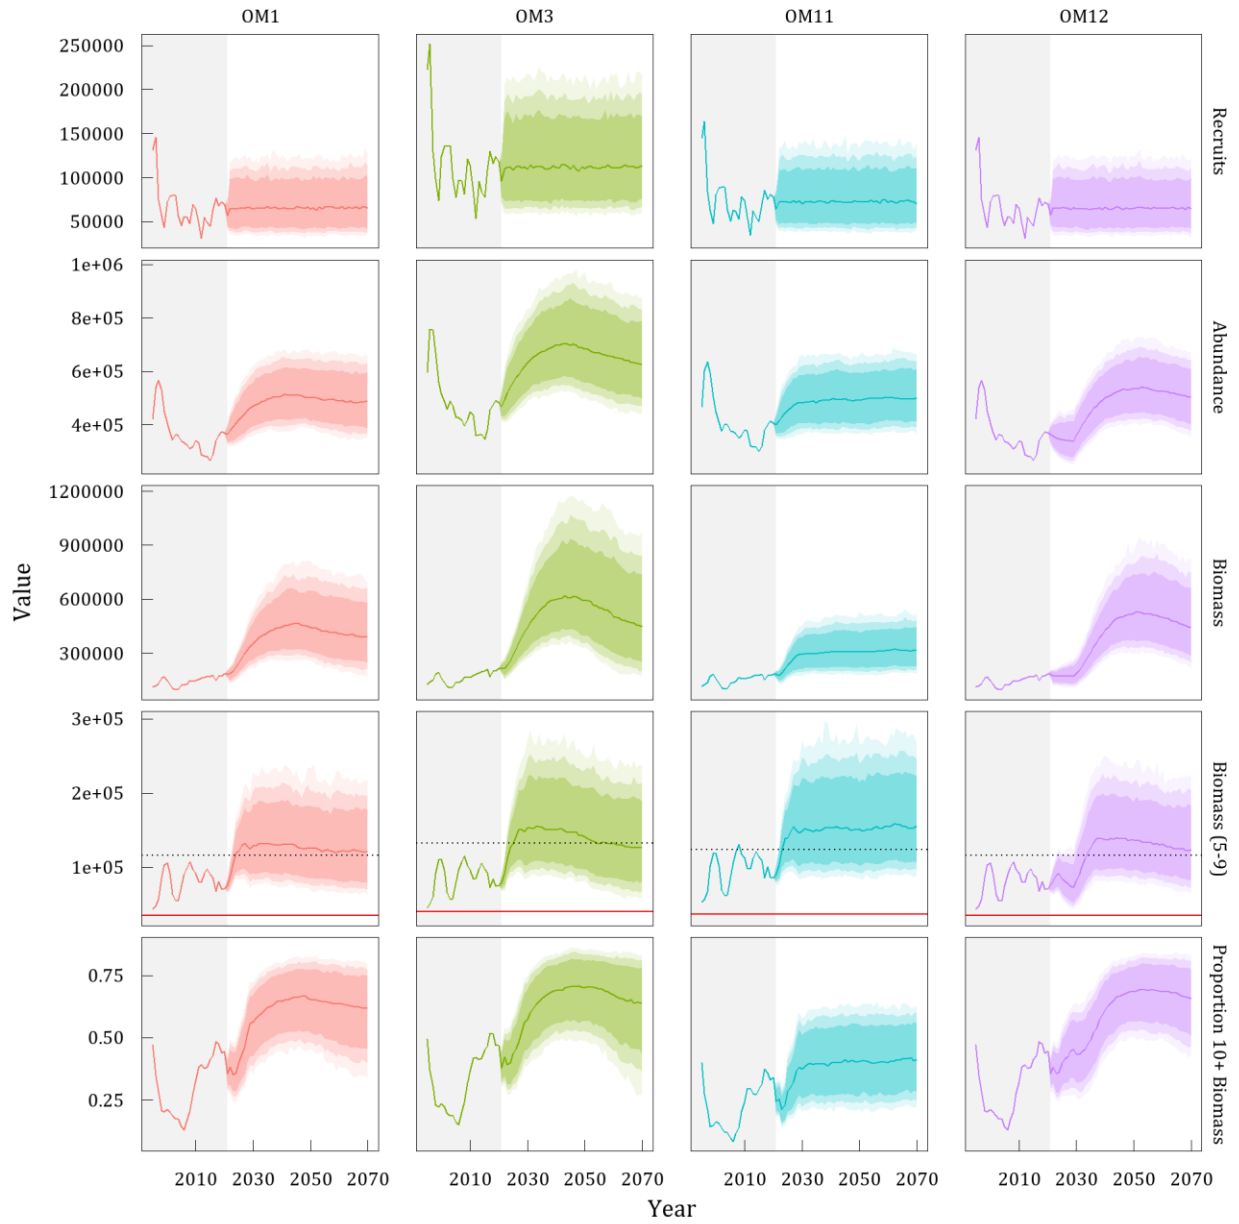 OM1 OM3 OM11 OM12
250000
200000
150000
100000
50000
Recruits
1e+06
8e+05
6e+05
4e+05
Abundance
1200000
900000
600000
300000
Biomass
Value
3e+05
2e+05
1e+05
Biomass (5-9)
0.75
0.50
0.25
Proportion 10+ Biomass
2010 2030 2050 2070 2010 2030 2050 2070 2010 2030 2050 2070 2010 2030 2050 2070
Year